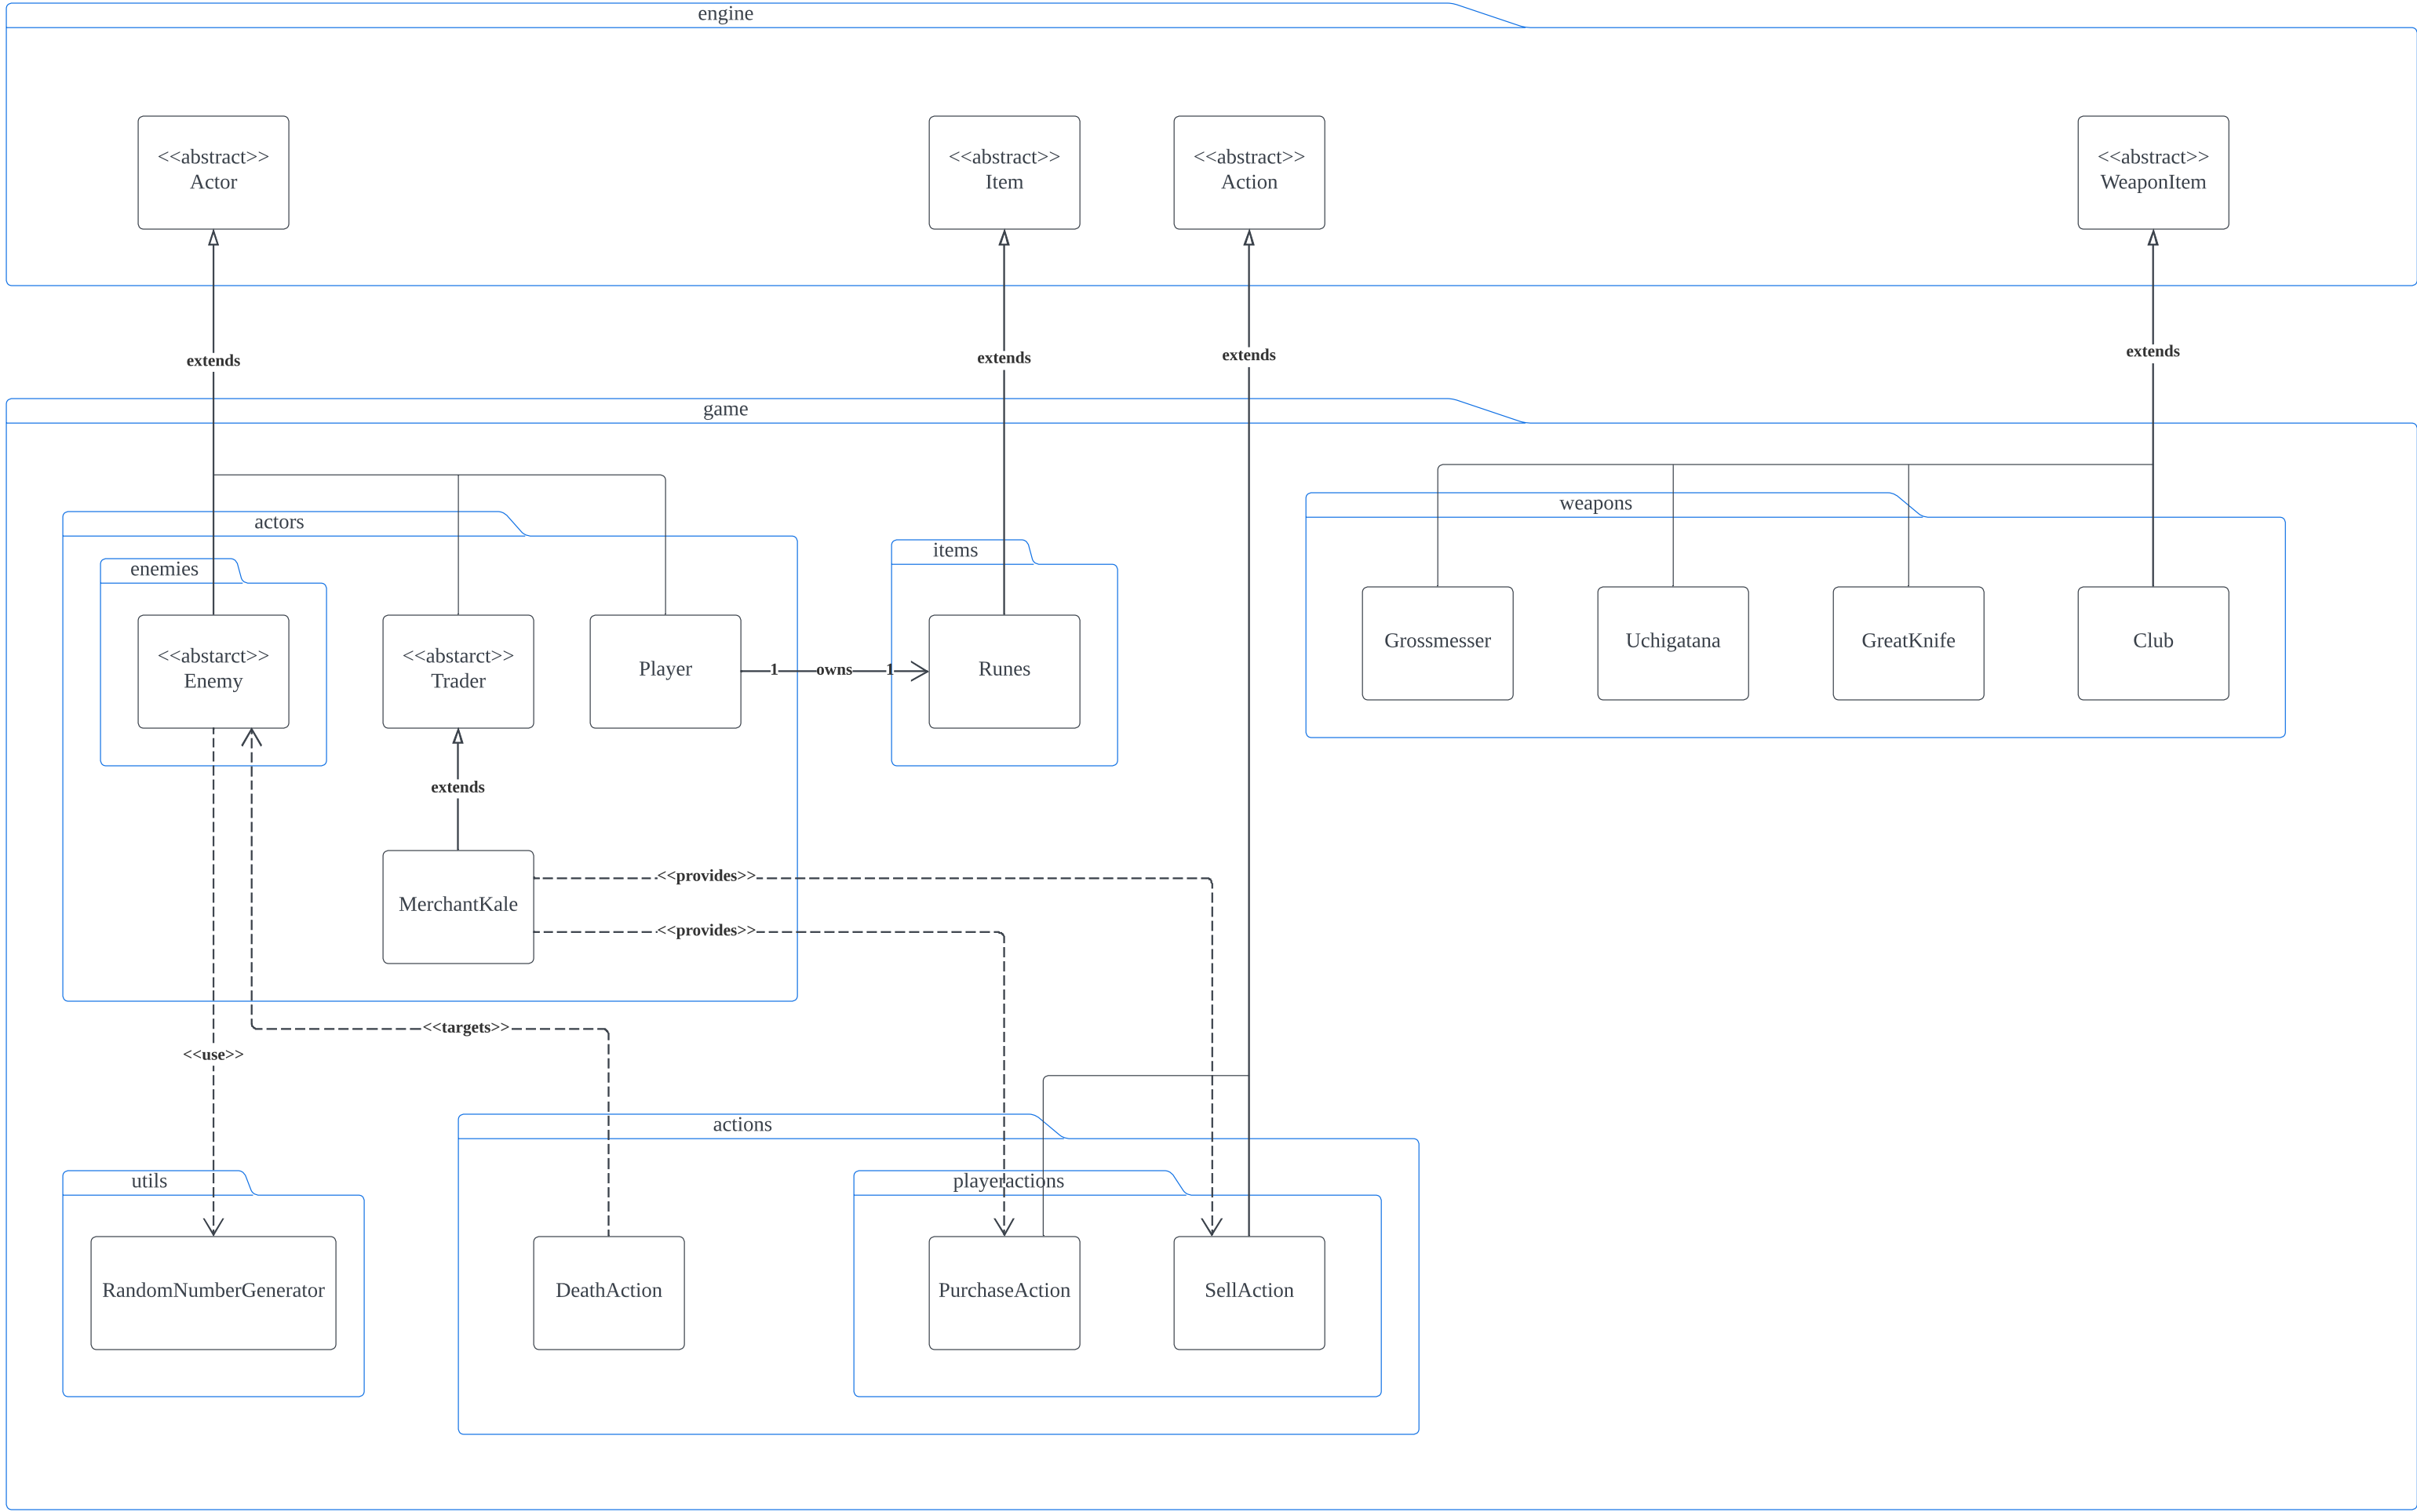 engine
<<abstract>>
Actor
<<abstract>>
Item
<<abstract>>
Action
<<abstract>>
WeaponItem
extends
extends
extends
extends
game
actors
enemies
<<abstarct>>
Enemy
<<abstarct>>
Trader
Player
1
owns
1
items
Runes
weapons
Grossmesser
Uchigatana
GreatKnife
Club
extends
MerchantKale
<<provides>>
<<provides>>
<<targets>>
<<use>>
utils
RandomNumberGenerator
actions
DeathAction
playeractions
PurchaseAction
SellAction